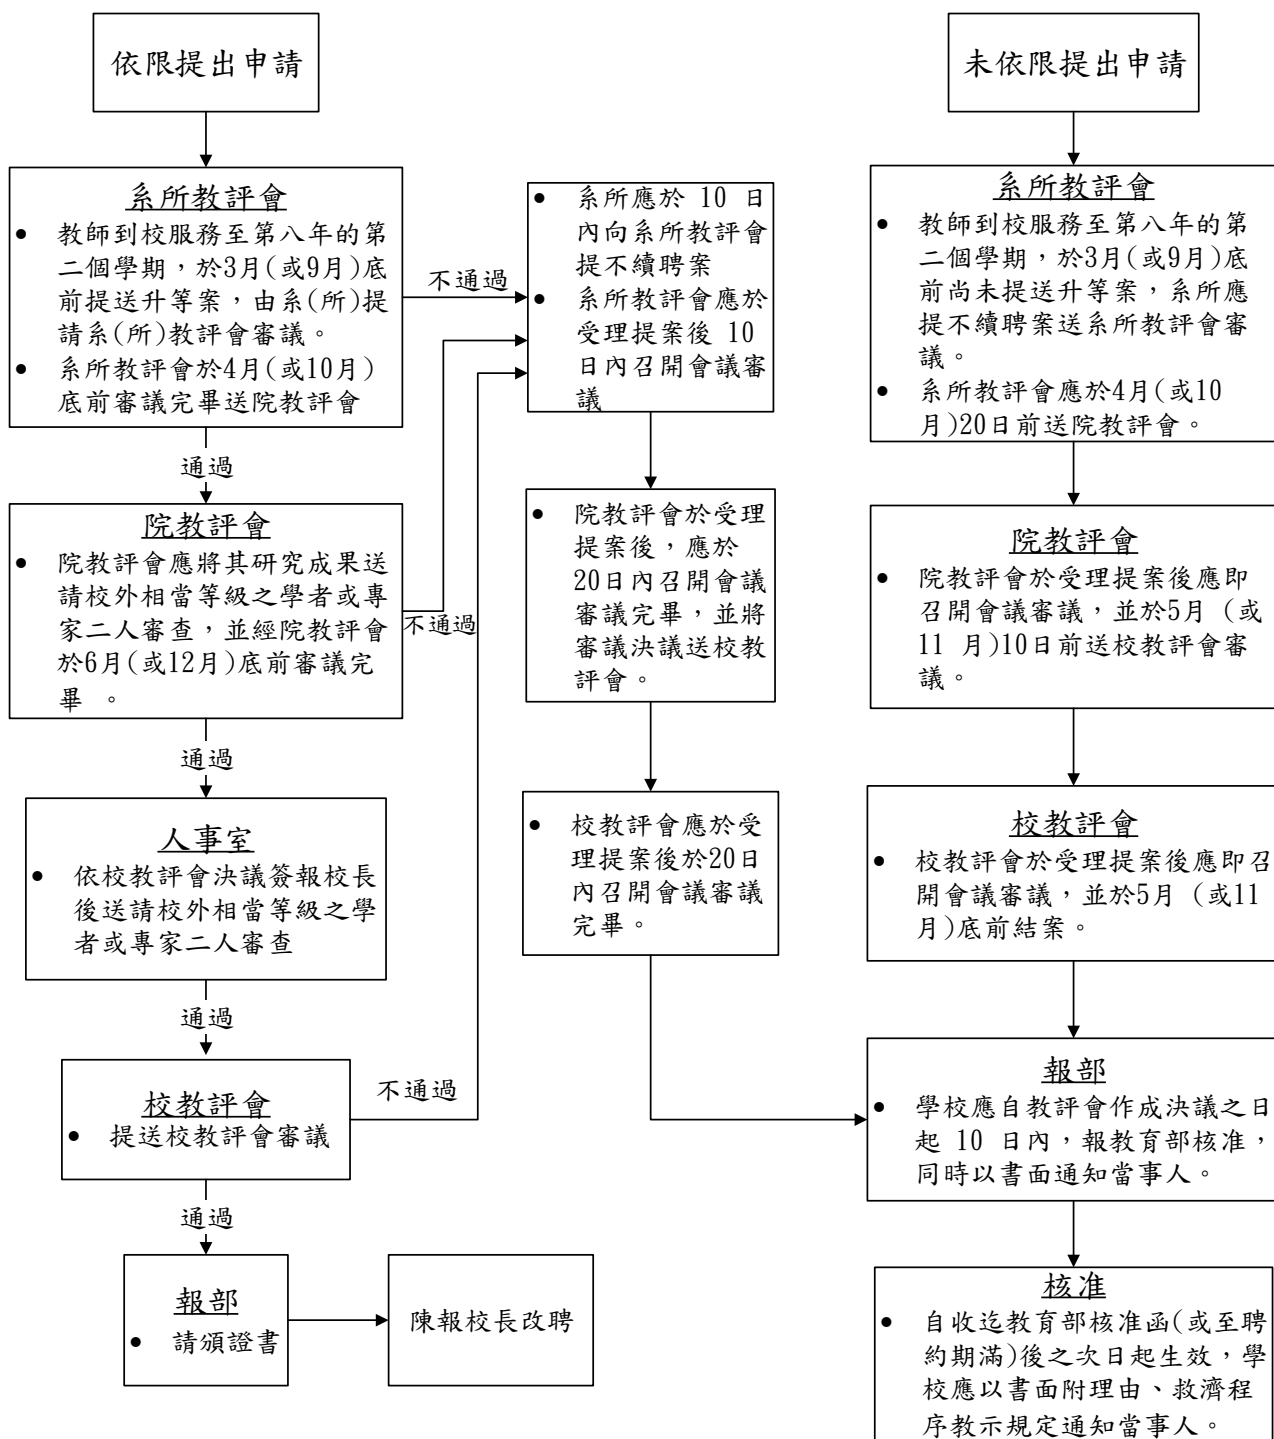 依限提出申請
系所教評會
• 教師到校服務至第八年的第
二個學期，於3月(或9月)底
前提送升等案，由系(所)提
請系(所)教評會審議。
• 系所教評會於4月(或10月)
底前審議完畢送院教評會
通過
不通過
院教評會
• 院教評會應將其研究成果送
請校外相當等級之學者或專
家二人審查，並經院教評會
於6月(或12月)底前審議完
畢 。
通過
不通過
人事室
• 依校教評會決議簽報校長
後送請校外相當等級之學
者或專家二人審查
通過
校教評會
• 提送校教評會審議
不通過
通過
報部
• 請頒證書
陳報校長改聘
• 系所應於 10 日
內向系所教評會
提不續聘案
• 系所教評會應於
受理提案後 10
日內召開會議審
議
• 院教評會於受理
提案後，應於
20日內召開會議
審議完畢，並將
審議決議送校教
評會。
• 校教評會應於受
理提案後於20日
內召開會議審議
完畢。
未依限提出申請
系所教評會
• 教師到校服務至第八年的第
二個學期，於3月(或9月)底
前尚未提送升等案，系所應
提不續聘案送系所教評會審
議。
• 系所教評會應於4月(或10
月)20日前送院教評會。
院教評會
• 院教評會於受理提案後應即
召開會議審議，並於5月 (或
11 月)10日前送校教評會審
議。
校教評會
• 校教評會於受理提案後應即召
開會議審議，並於5月 (或11
月)底前結案。
報部
• 學校應自教評會作成決議之日
起 10 日內，報教育部核准，
同時以書面通知當事人。
核准
• 自收迄教育部核准函(或至聘
約期滿)後之次日起生效，學
校應以書面附理由、救濟程
序教示規定通知當事人。